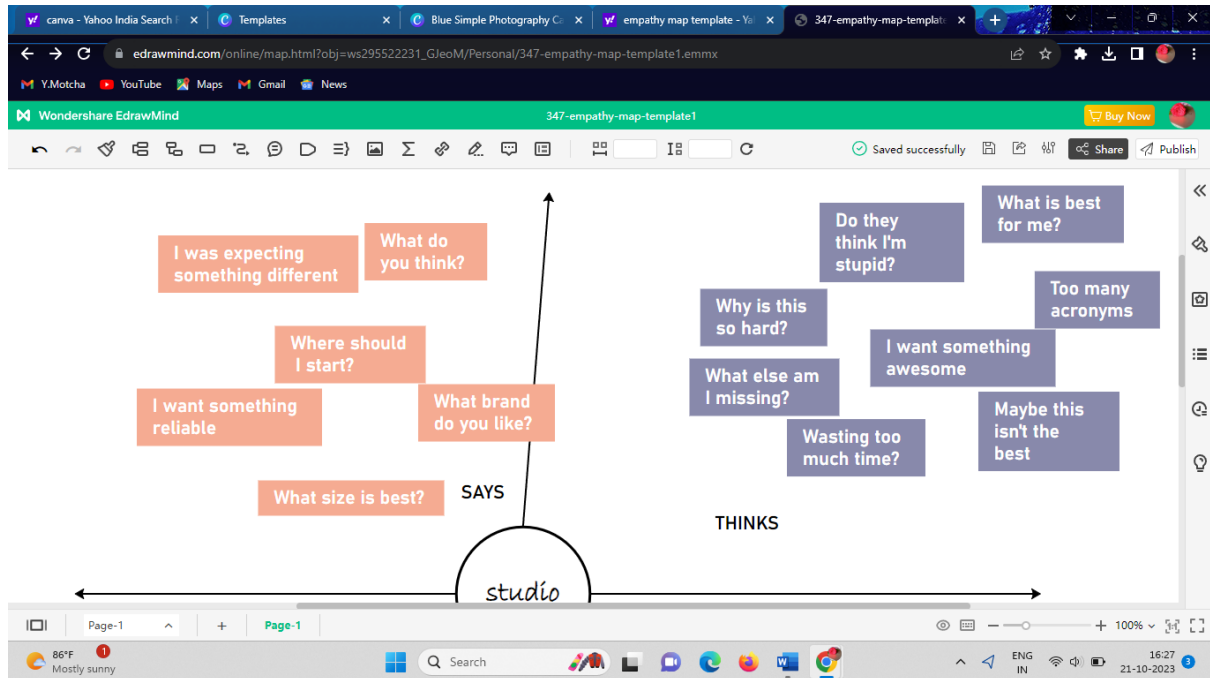 canva - Yahoo India Search
Templates
Blue Simple Photography Ca
empathy map template - Ya
347-empathy-map-template
edrawmind.com/online/map.html?obj=ws295522231_GJeoM/Personal/347-empathy-map-template1.emmx
Y.Motcha
YouTube
Maps
Gmail
News
Wondershare EdrawMind
347-empathy-map-template1
Buy Now
Saved successfully
Share
Publish
I was expecting
something different
What do
you think?
Where should
I start?
I want something
reliable
What brand
do you like?
What size is best?
SAYS
Do they
think I'm
stupid?
What is best
for me?
Too many
acronyms
Why is this
so hard?
I want something
awesome
What else am
I missing?
Maybe this
isn't the
best
Wasting too
much time?
THINKS
studio
Page-1
Page-1
100%
86°F
Mostly sunny
1
Search
ENG
IN
16:27
21-10-2023
3